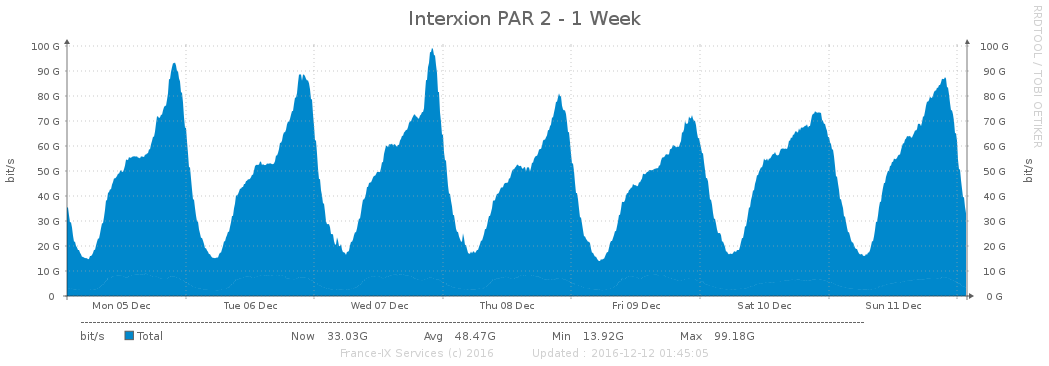 Interxion PAR 2 - 1 Week
RRDTOOL / TOBI OETIKER
100 G 100 G
90 G 90 G
80 G 80 G
70 G 70 G
60 G 60 G
50 G 50 G
40 G 40 G
30 G 30 G
20 G 20 G
10 G 10 G
0 0 G
bit/s
bit/s
Mon 05 Dec Tue 06 Dec Wed 07 Dec Thu 08 Dec Fri 09 Dec Sat 10 Dec Sun 11 Dec
bit/s Total Now 33.03G Avg 48.47G Min 13.92G Max 99.18G
France-IX Services (c) 2016 Updated : 2016-12-12 01:45:05